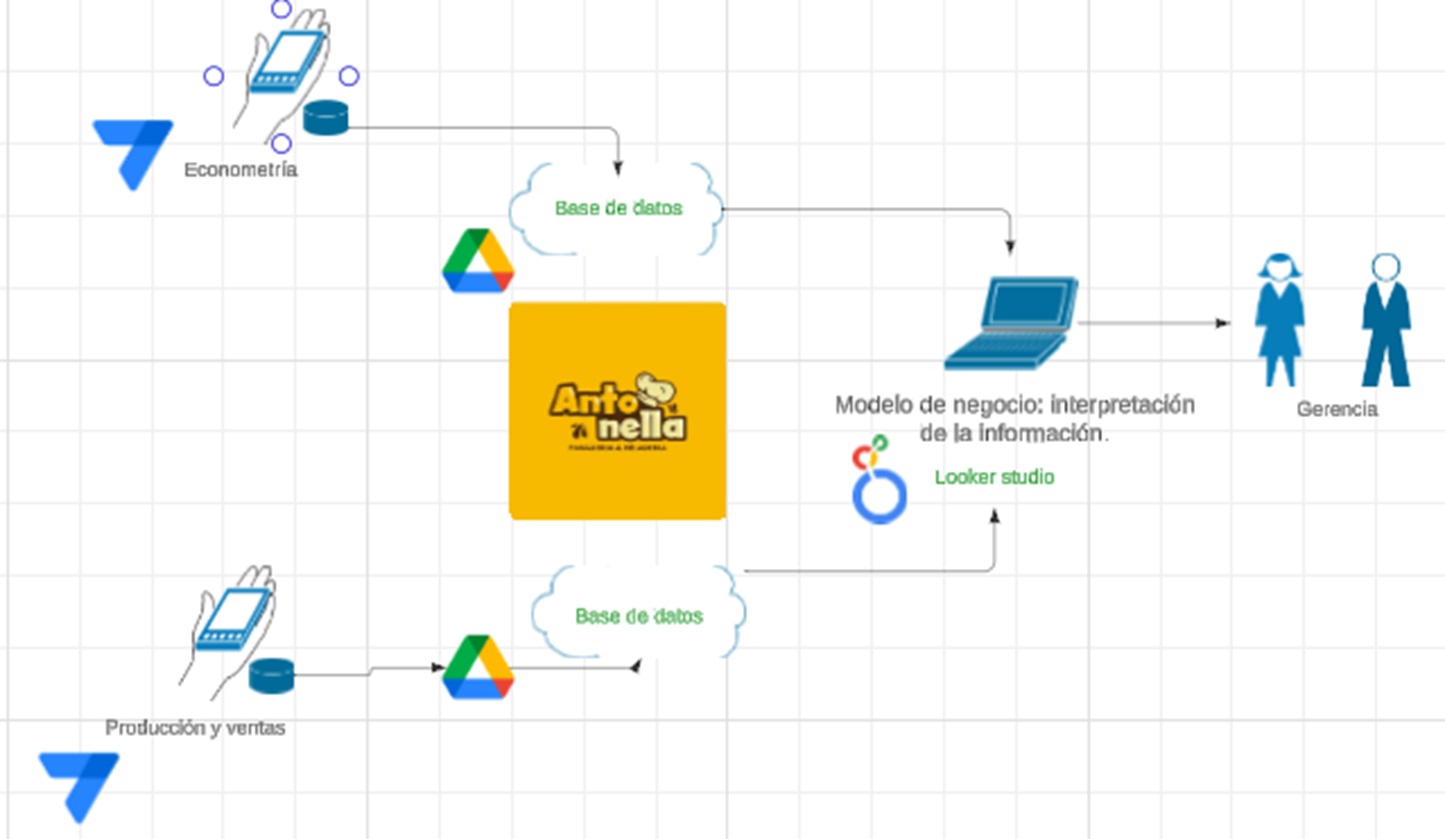 Econometría
Base de datos
Anto
nella
Modelo de negocio: interpretación
de la información.
Gerencia
Looker studio
Base de datos
Producción y ventas